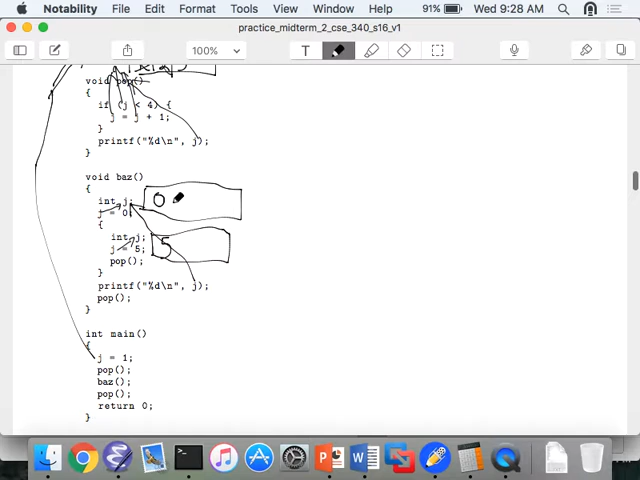 Notability File Edit Format Tools View Window Help 91% Wed 9:28 AM
practice_midterm_2_cse_340_s16_v1
100% T
void pop()
{
if (j < 4) {
j = j + 1;
}
printf("%d\n", j);
}
void baz()
{
int j;
0
j = 0;
{
int j;
j = 5;
5
pop();
}
printf("%d\n", j);
pop();
}
int main()
{
j = 1;
pop();
baz();
pop();
return 0;
}